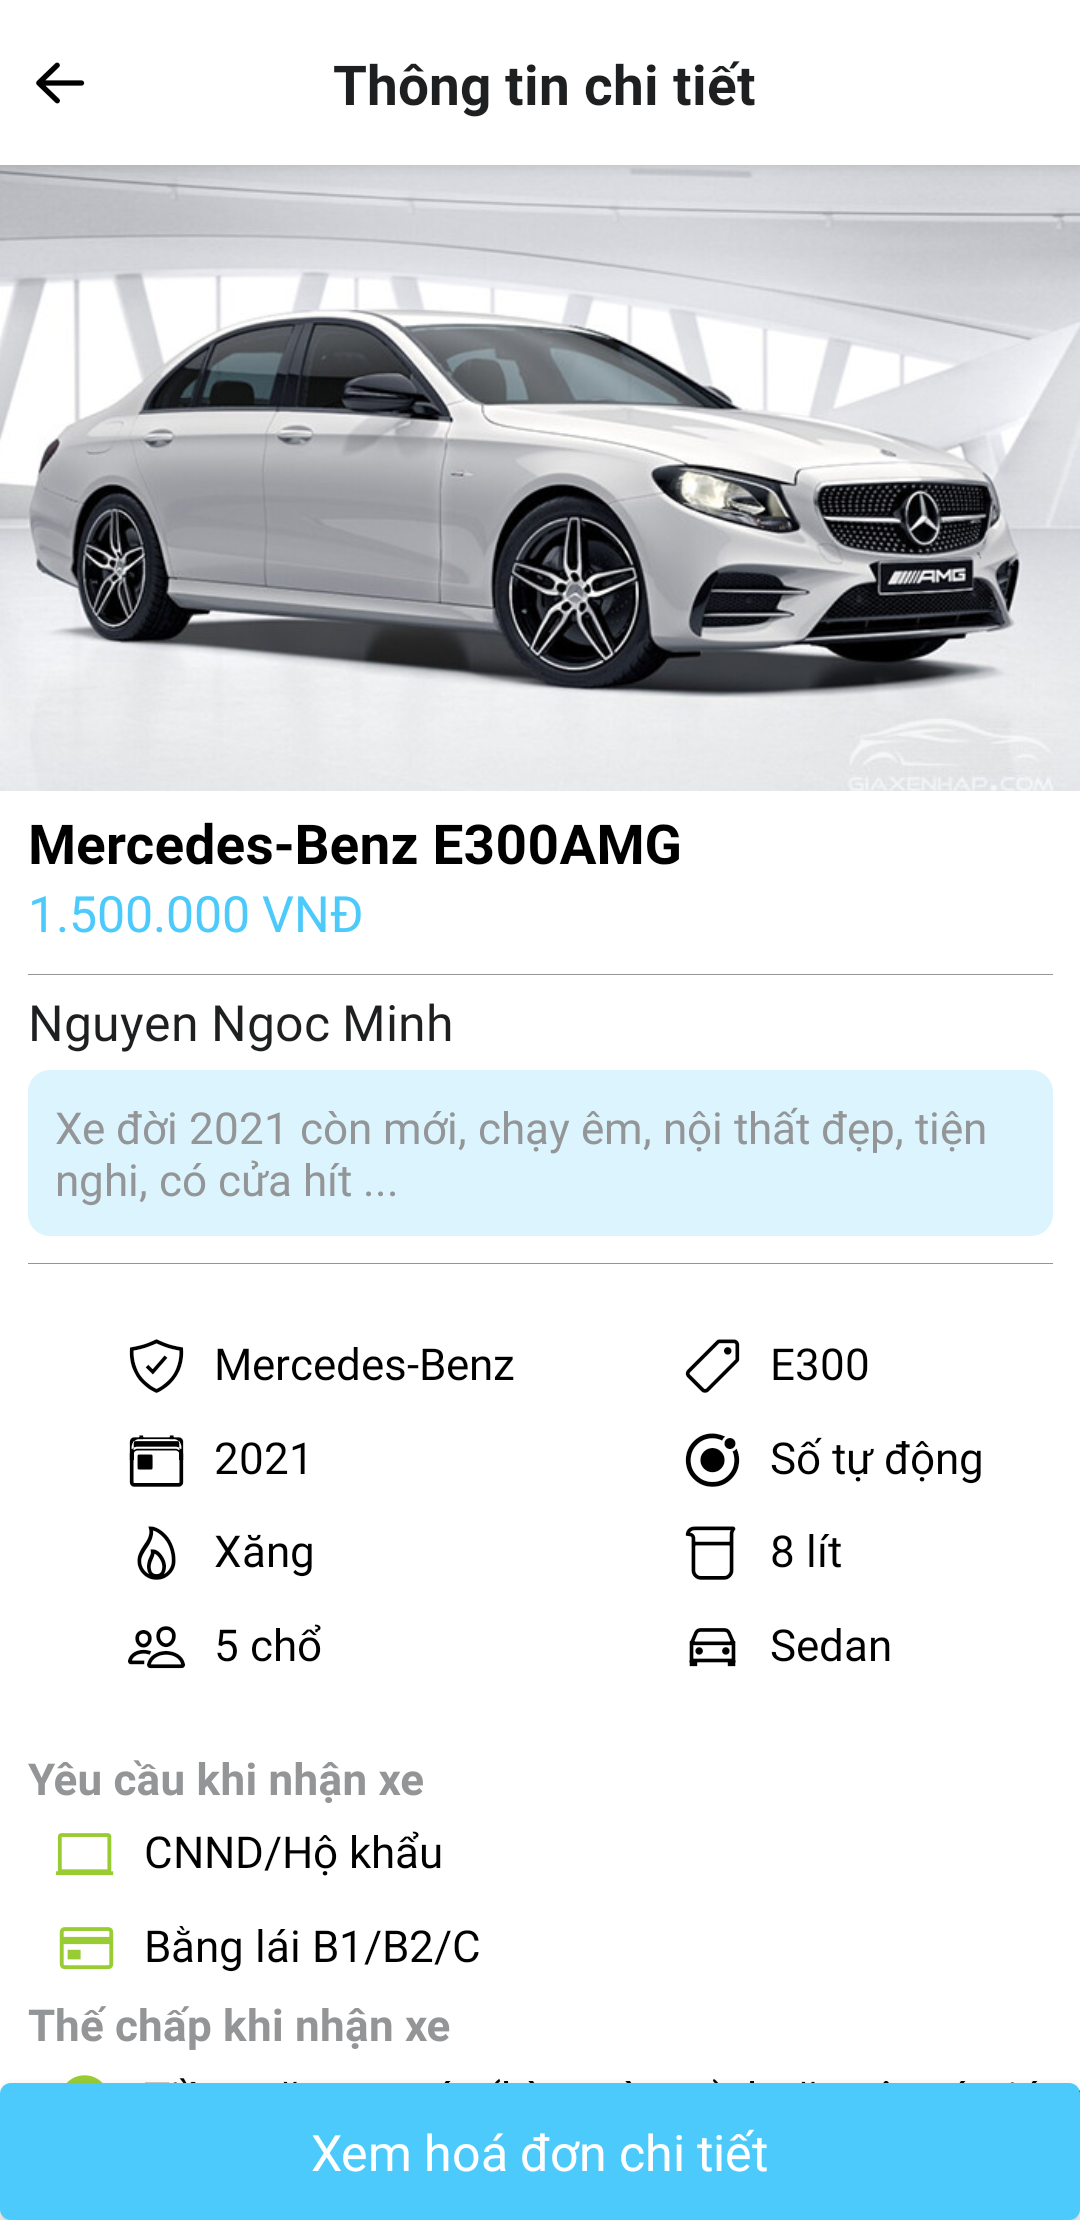 Thông tin chi tiết
AMG
GIAXENHAP.COM
Mercedes-Benz E300AMG
1.500.000 VNĐ
Nguyen Ngoc Minh
Xe đời 2021 còn mới, chạy êm, nội thất đẹp, tiện
nghi, có cửa hít ...
Mercedes-Benz
E300
2021
Số tự động
Xăng
8 lít
5 chổ
Sedan
Yêu cầu khi nhận xe
CNND/Hộ khẩu
Bằng lái B1/B2/C
Thế chấp khi nhận xe
Xem hoá đơn chi tiết